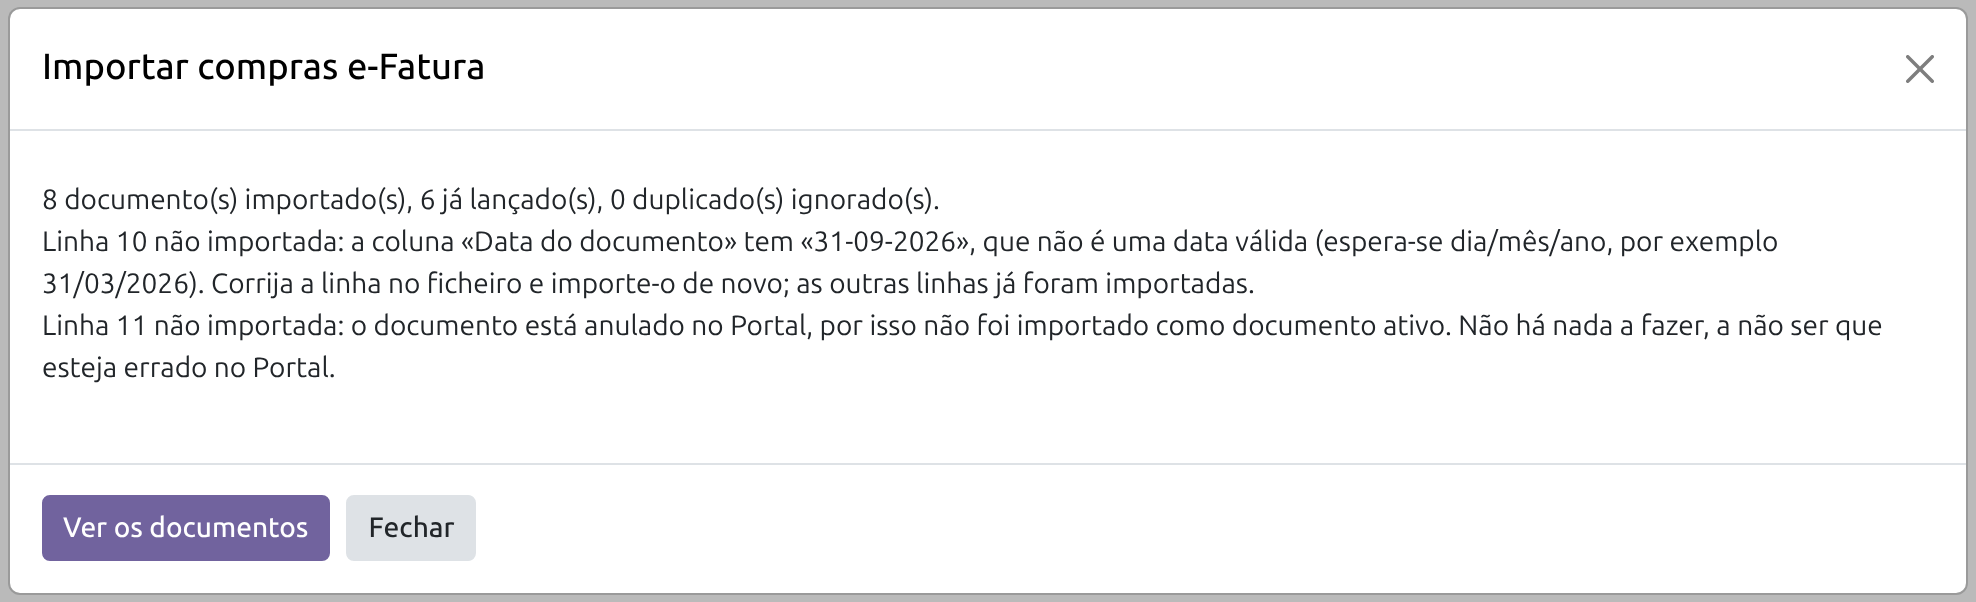 Importar compras e-Fatura
8 documento(s) importado(s), 6 já lançado(s), 0 duplicado(s) ignorado(s).
Linha 10 não importada: a coluna «Data do documento» tem «31-09-2026», que não é uma data válida (espera-se dia/mês/ano, por exemplo
31/03/2026). Corrija a linha no ficheiro e importe-o de novo; as outras linhas já foram importadas.
Linha 11 não importada: o documento está anulado no Portal, por isso não foi importado como documento ativo. Não há nada a fazer, a não ser que
esteja errado no Portal.
Ver os documentos
Fechar